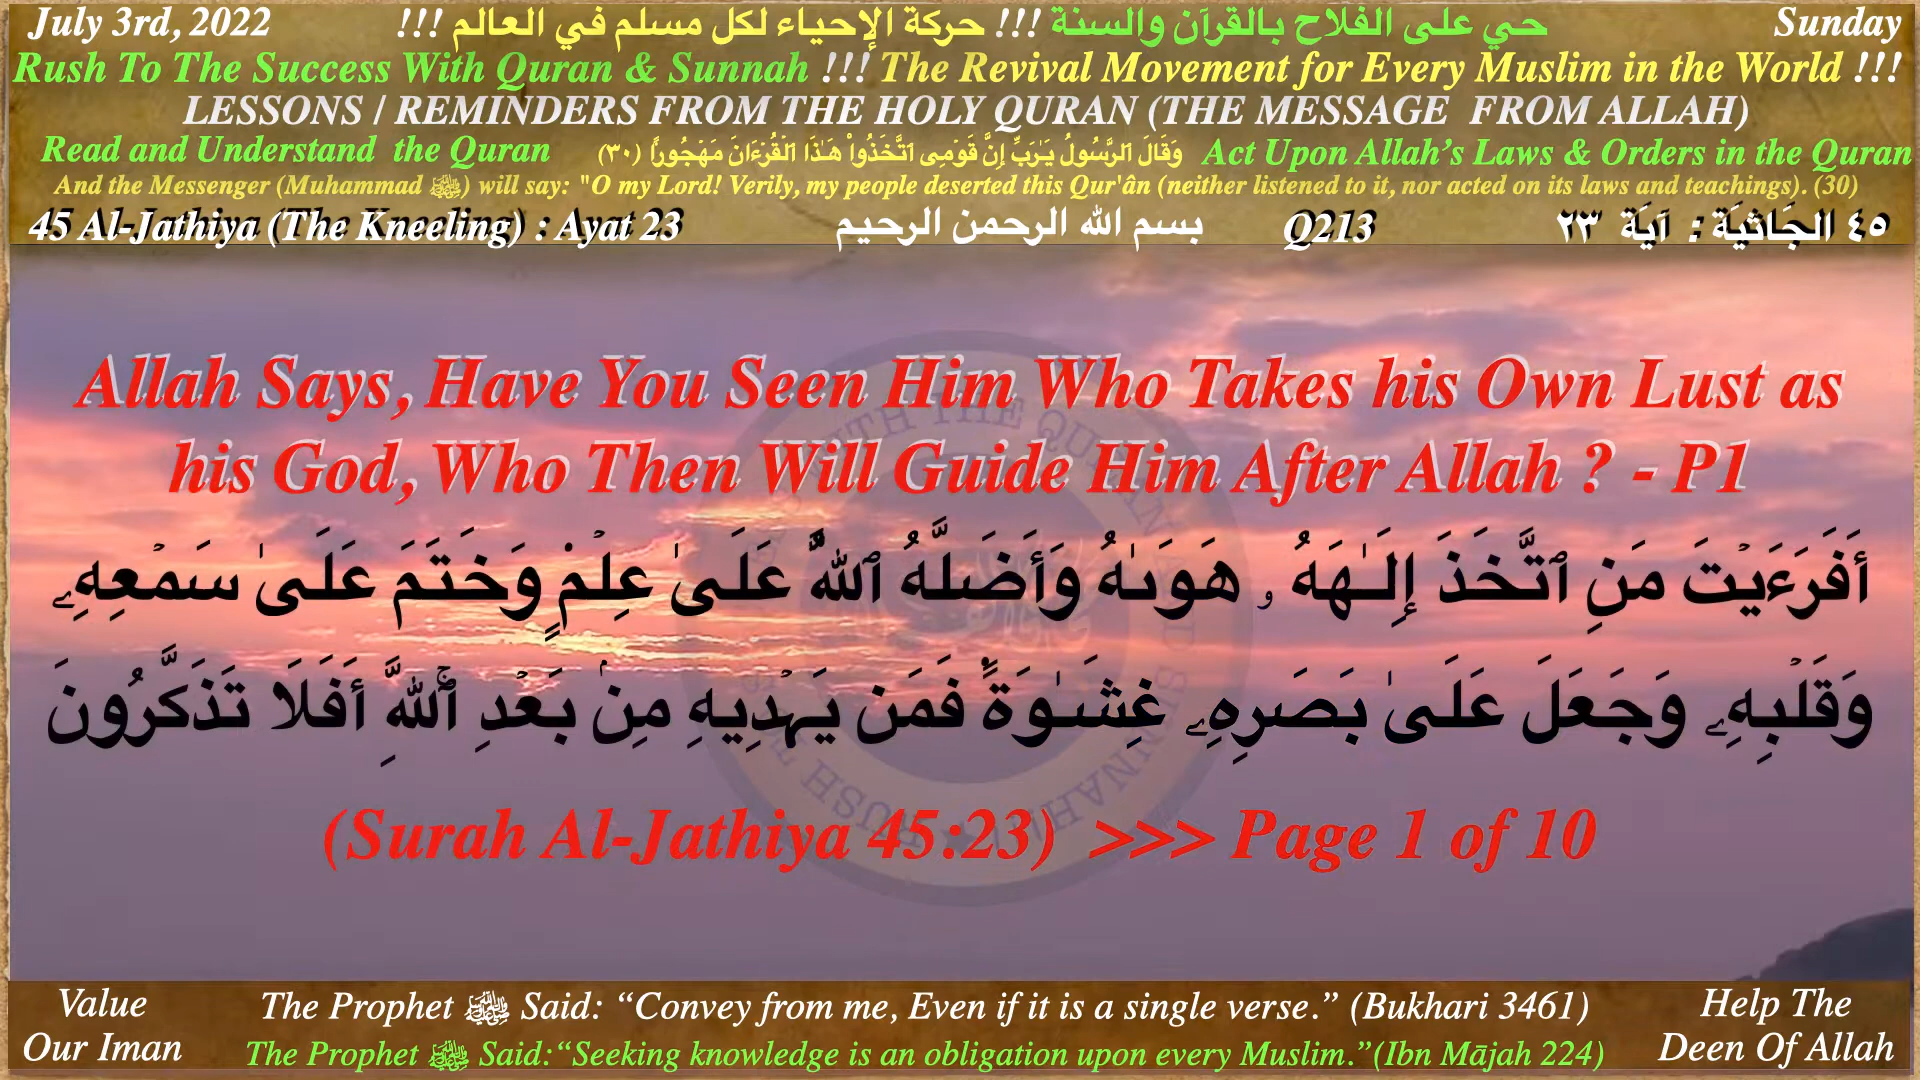 July 3rd, 2022 حي على الفلاح بالقرآن والسنة !!! حركة الإحياء لكل مسلم في العالم !!! Sunday
Rush To The Success With Quran & Sunnah !!! The Revival Movement for Every Muslim in the World !!!
LESSONS / REMINDERS FROM THE HOLY QURAN (THE MESSAGE FROM ALLAH)
Read and Understand the Quran وَقَالَ ٱلرَّسُولُ يَـٰرَبِّ إِنَّ قَوْمِى ٱتَّخَذُوا۟ هَـٰذَا ٱلْقُرْءَانَ مَهْجُورًا (٣٠) Act Upon Allah’s Laws & Orders in the Quran
And the Messenger (Muhammad ﷺ) will say: "O my Lord! Verily, my people deserted this Qur'ân (neither listened to it, nor acted on its laws and teachings). (30)
45 Al-Jathiya (The Kneeling) : Ayat 23 بسم الله الرحمن الرحيم Q213 ٤٥ الجَاثيَة : آيَة ٢٣
Allah Says, Have You Seen Him Who Takes his Own Lust as
his God, Who Then Will Guide Him After Allah ? - P1
أَفَرَءَيْتَ مَنِ ٱتَّخَذَ إِلَـٰهَهُۥ هَوَىٰهُ وَأَضَلَّهُ ٱللَّهُ عَلَىٰ عِلْمٍ وَخَتَمَ عَلَىٰ سَمْعِهِۦ
وَقَلْبِهِۦ وَجَعَلَ عَلَىٰ بَصَرِهِۦ غِشَـٰوَةً فَمَن يَهْدِيهِ مِنۢ بَعْدِ ٱللَّهِ ۚ أَفَلَا تَذَكَّرُونَ
(Surah Al-Jathiya 45:23) >>> Page 1 of 10
Value
Our Iman
The Prophet ﷺ Said: “Convey from me, Even if it is a single verse.” (Bukhari 3461)
The Prophet ﷺ Said:“Seeking knowledge is an obligation upon every Muslim.”(Ibn Mājah 224)
Help The
Deen Of Allah